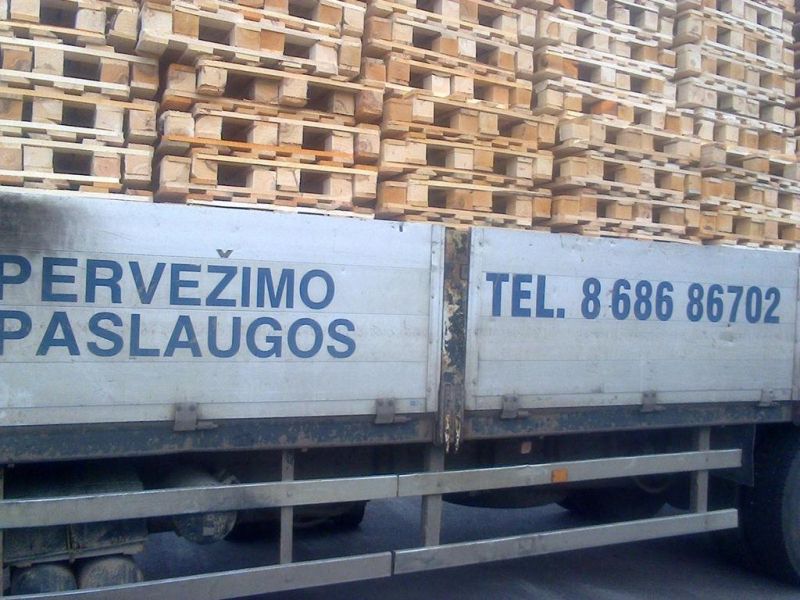 PERVEŽIMO
PASLAUGOS
TEL. 8 686 86702